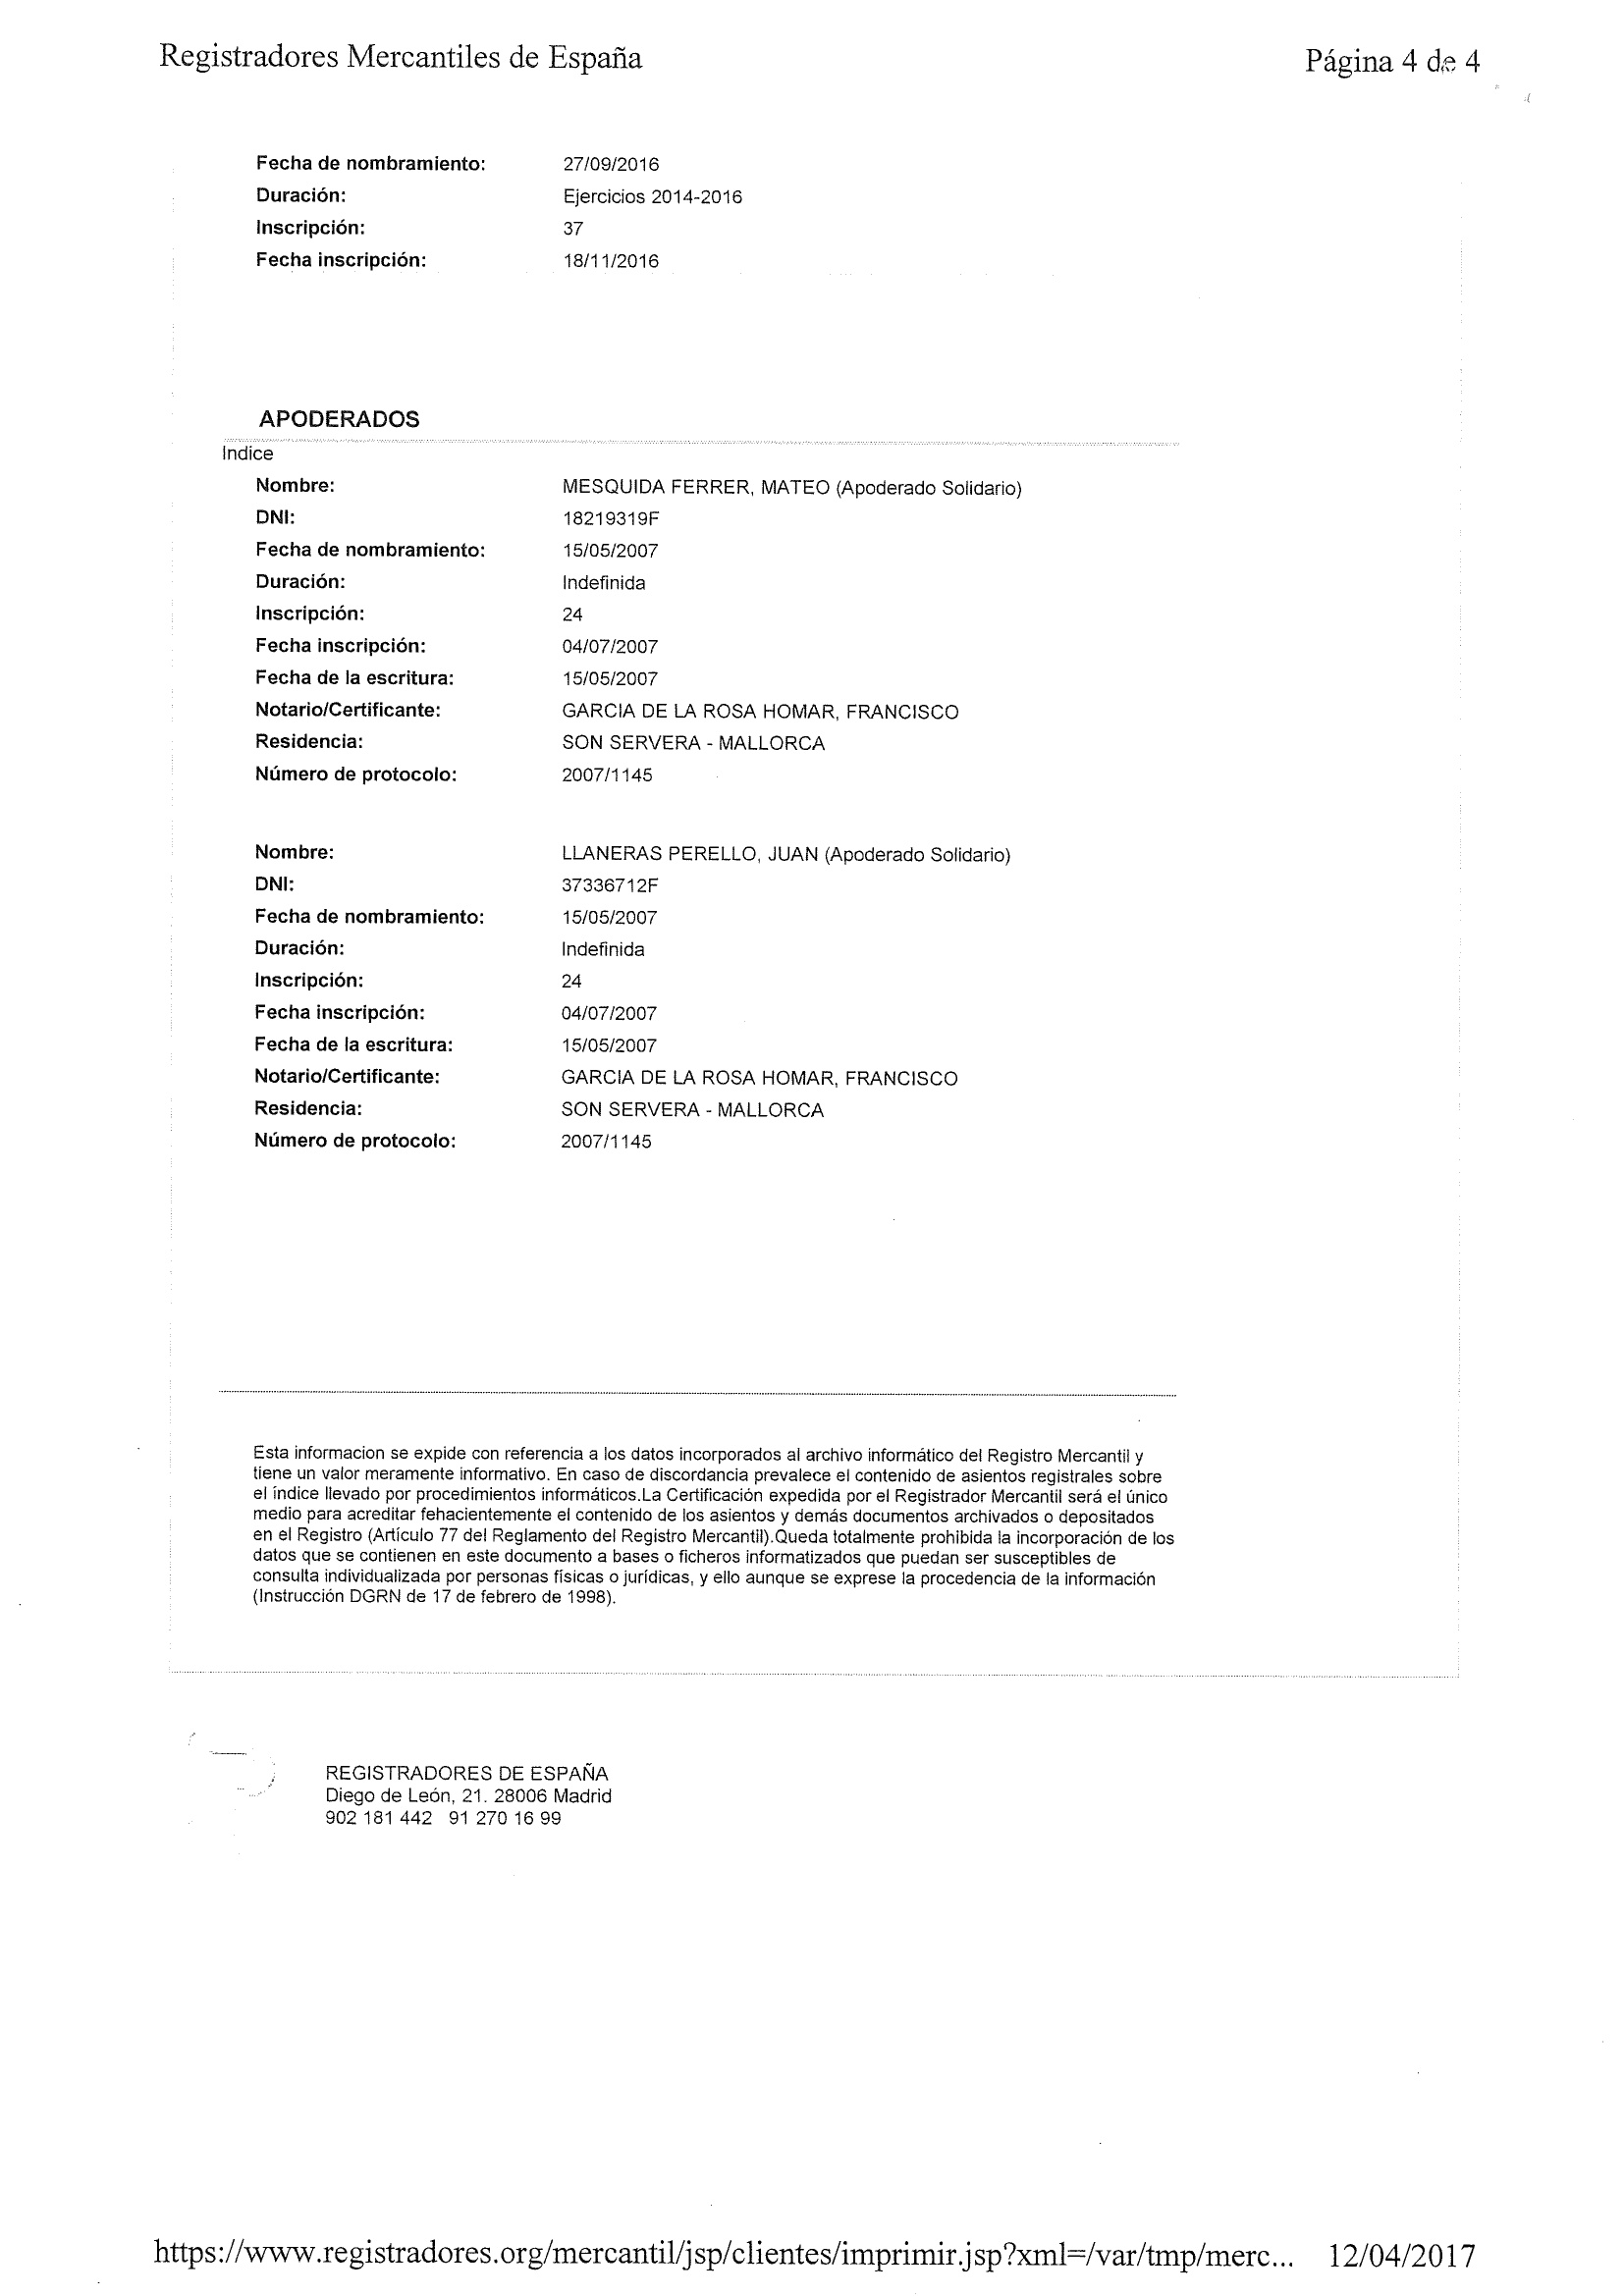 Registradores Mercantiles de España Página 4 de 4
Fecha de nombramiento: 27/09/2016
Duración: Ejercicios 2014-2016
Inscripción: 37
Fecha inscripción: 18/11/2016
APODERADOS
Indice
Nombre: MESQUIDA FERRER, MATEO (Apoderado Solidario)
DNI: 18219319F
Fecha de nombramiento: 15/05/2007
Duración: Indefinida
Inscripción: 24
Fecha inscripción: 04/07/2007
Fecha de la escritura: 15/05/2007
Notario/Certificante: GARCIA DE LA ROSA HOMAR, FRANCISCO
Residencia: SON SERVERA - MALLORCA
Número de protocolo: 2007/1145
Nombre: LLANERAS PERELLO, JUAN (Apoderado Solidario)
DNI: 37336712F
Fecha de nombramiento: 15/05/2007
Duración: Indefinida
Inscripción: 24
Fecha inscripción: 04/07/2007
Fecha de la escritura: 15/05/2007
Notario/Certificante: GARCIA DE LA ROSA HOMAR, FRANCISCO
Residencia: SON SERVERA - MALLORCA
Número de protocolo: 2007/1145
Esta informacion se expide con referencia a los datos incorporados al archivo informático del Registro Mercantil y
tiene un valor meramente informativo. En caso de discordancia prevalece el contenido de asientos registrales sobre
el índice llevado por procedimientos informáticos.La Certificación expedida por el Registrador Mercantil será el único
medio para acreditar fehacientemente el contenido de los asientos y demás documentos archivados o depositados
en el Registro (Artículo 77 del Reglamento del Registro Mercantil).Queda totalmente prohibida la incorporación de los
datos que se contienen en este documento a bases o ficheros informatizados que puedan ser susceptibles de
consulta individualizada por personas físicas o jurídicas, y ello aunque se exprese la procedencia de la información
(Instrucción DGRN de 17 de febrero de 1998).
REGISTRADORES DE ESPAÑA
Diego de León, 21. 28006 Madrid
902 181 442 91 270 16 99
https://www.registradores.org/mercantil/jsp/clientes/imprimir.jsp?xml=/var/tmp/merc... 12/04/2017